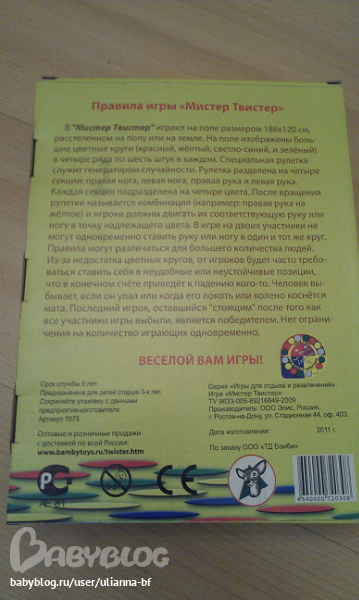 Правила игры «Мистер Твистер»
В "Мистер Твистер" играют на поле размером 186х120 см,
расстеленном на полу или на земле. На поле изображены боль-
шие цветные круги (красный, жёлтый, светло-синий, и зелёный)
в четыре ряда по шесть штук в каждом. Специальная рулетка
служит генератором случайности. Рулетка разделена на четыре
секции: правая нога, левая нога, правая рука и левая рука.
Каждая секция подразделена на четыре цвета. После вращения
рулетки называется комбинация (например: правая рука на
жёлтое) и игроки должны двигать их соответствующую руку или
ногу в точку надлежащего цвета. В игре на двоих участники не
могут одновременно ставить руку или ногу в один и тот же круг.
Правила могут различаться для большего количества людей.
Из-за недостатка цветных кругов, от игроков будет часто требо-
ваться ставить себя в неудобные или неустойчивые позиции,
что в конечном счёте приведёт к падению кого-то. Человек вы-
бывает, если он упал или когда его локоть или колено коснётся
мата. Последний игрок, оставшийся "стоящим" после того как
все участники игры выбыли, является победителем. Нет ограни-
чения на количество играющих одновременно.
ВЕСЕЛОЙ ВАМ ИГРЫ!
Срок службы 5 лет.
Предназначена для детей старше 3-х лет.
Сохраняйте упаковку с данными
предприятия-изготовителя
Артикул 7073
Оптовые и розничные продажи
с доставкой по всей России:
www.bambytoys.ru/twister.htm
Серия «Игры для отдыха и развлечений».
Игра «Мистер Твистер»
ТУ 9633-005-89216849-2009
Производитель: ООО Элис, Россия.
г. Ростов-на-Дону, ул. Стадионная 44, оф. 403.
Дата изготовления: 2011 г.
По заказу ООО «ТД Бэмби»
0-3
CE
4640000720308
BABYBLOG
babyblog.ru/user/ulianna-bf